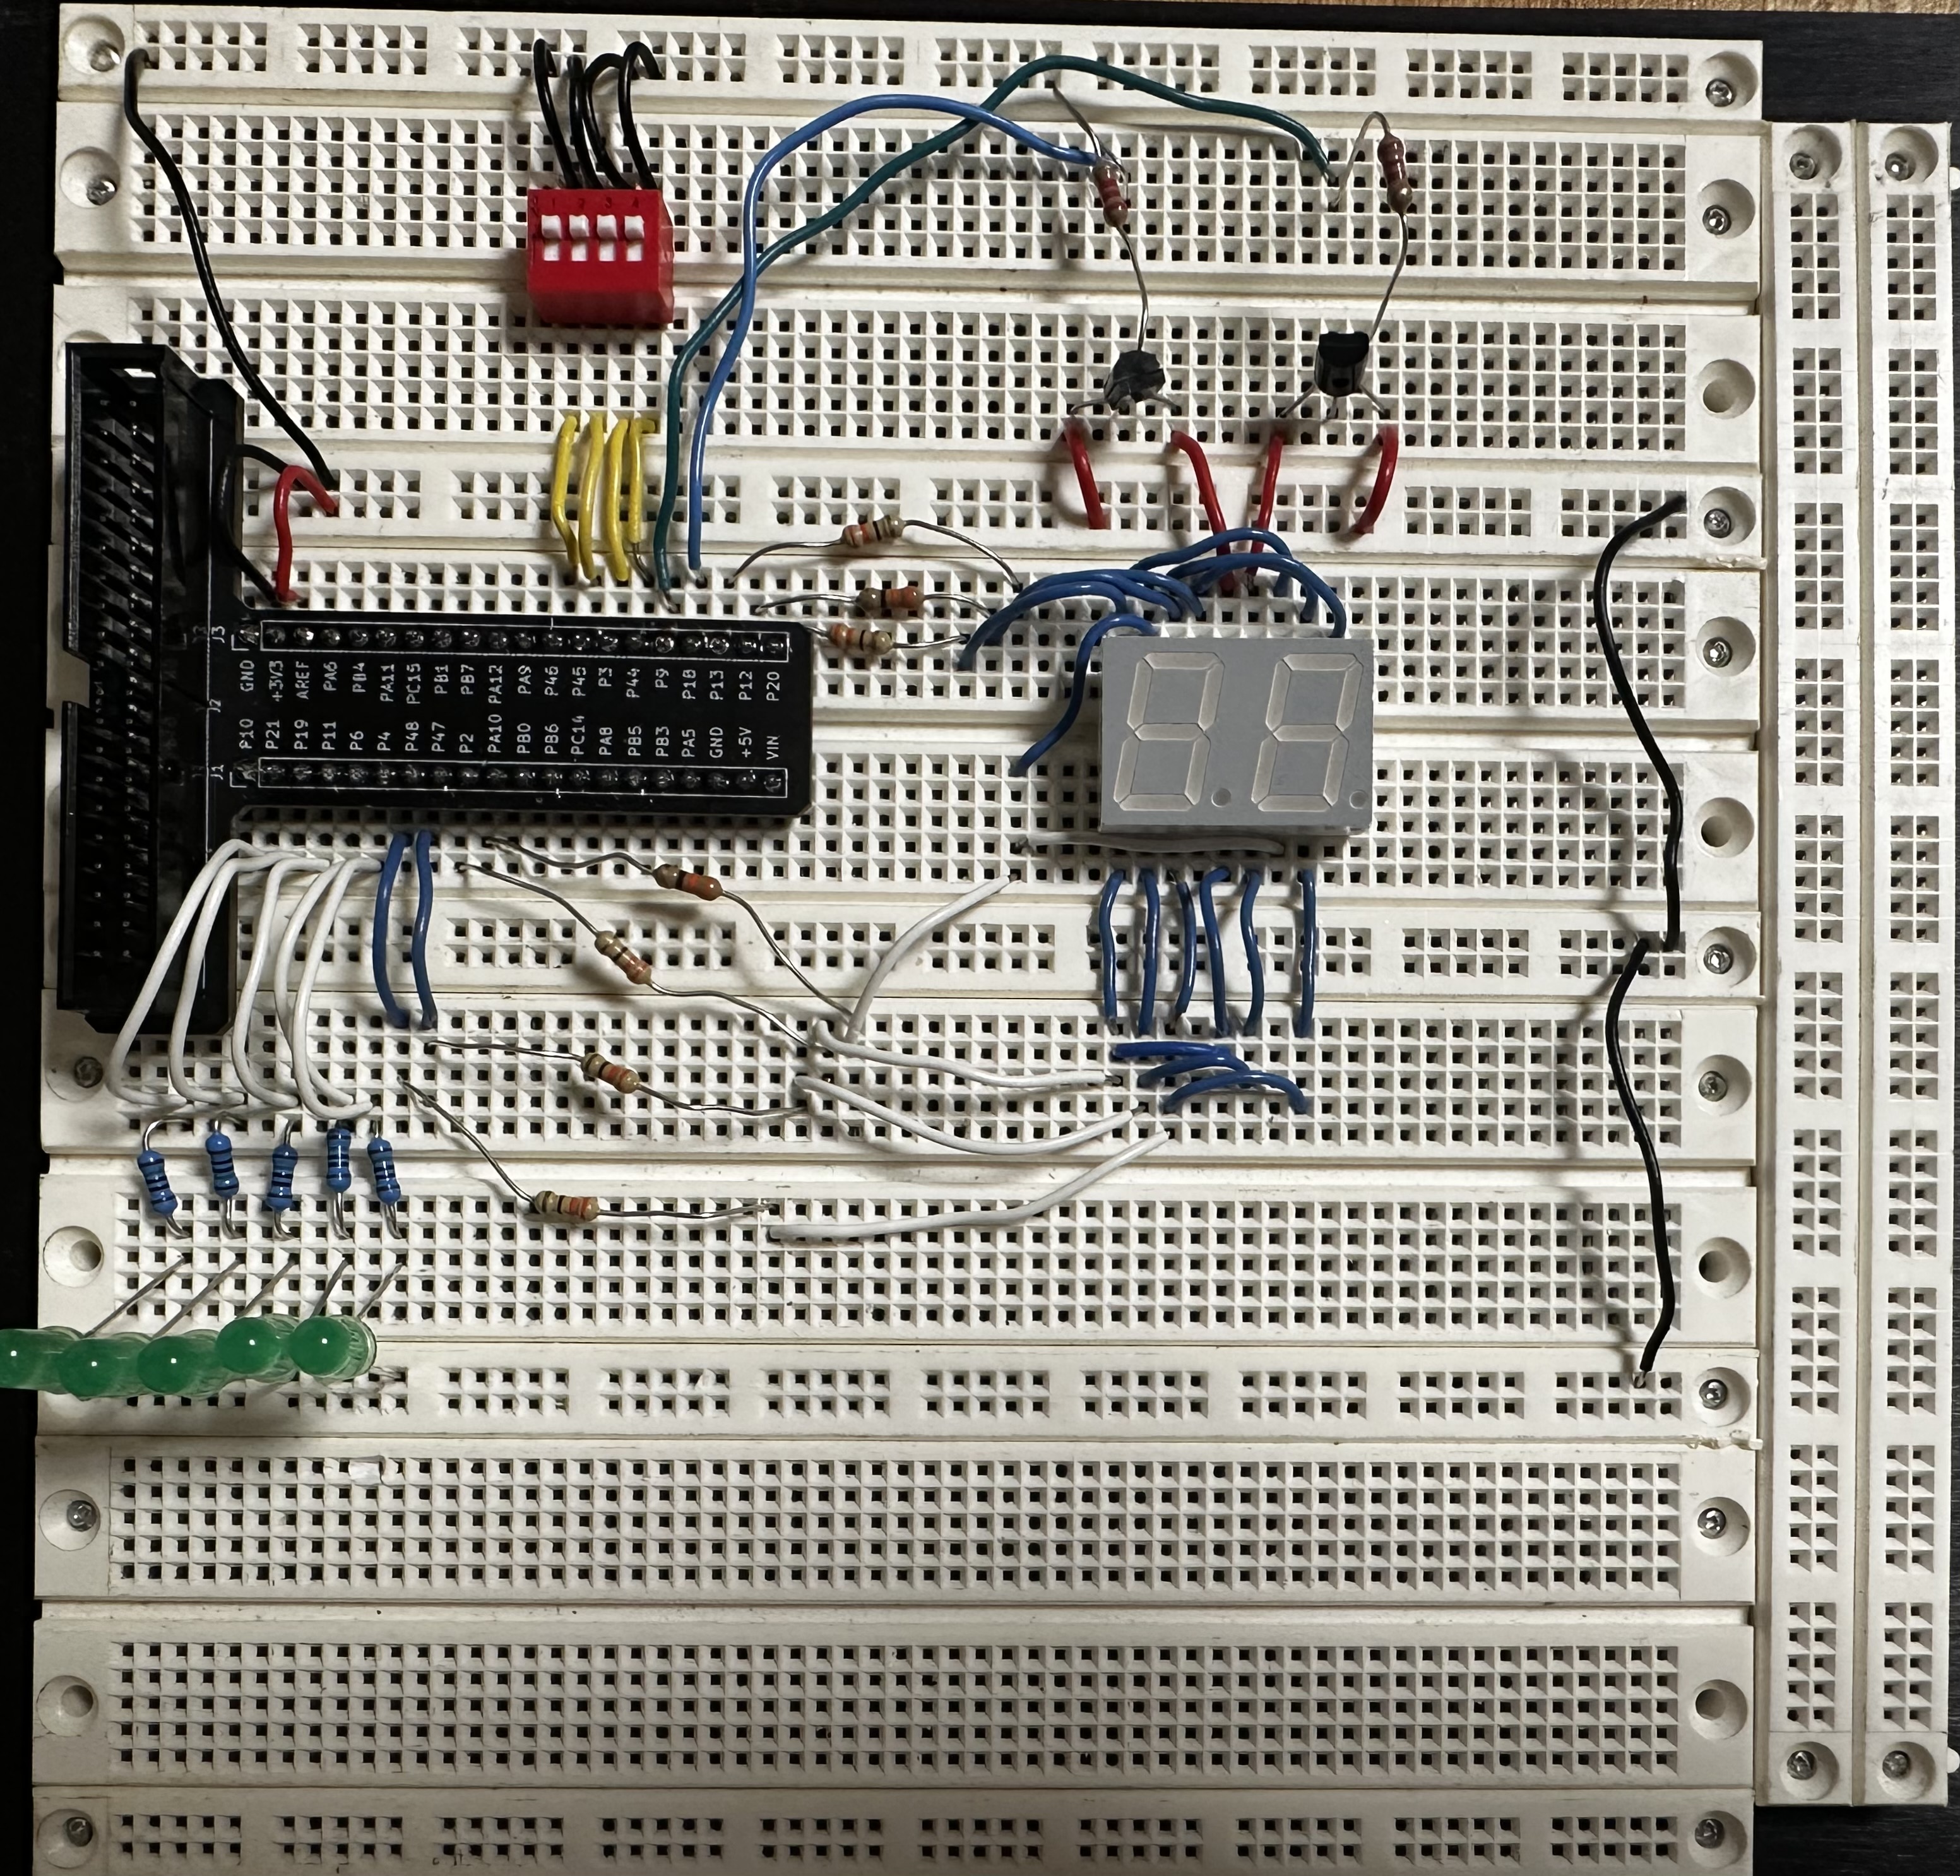 1 2 3 4
J3
GND +3V3 AREF PA6 PB4 PA11 PC15 PB1 PB7 PA12 PA9 P46 P45 P3 P44 P9 P18 P13 P12 P20
J2
P10 P21 P19 P11 P6 P4 P48 P47 P2 PA10 PB0 PB6 PC14 PA8 PB5 PB3 PA5 GND +5V VIN
J1